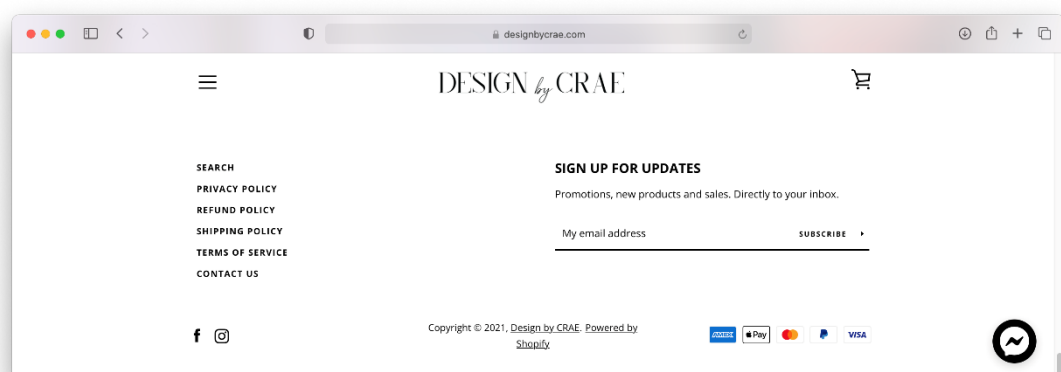 designbycrae.com
DESIGN by CRAE
SEARCH
PRIVACY POLICY
REFUND POLICY
SHIPPING POLICY
TERMS OF SERVICE
CONTACT US
SIGN UP FOR UPDATES
Promotions, new products and sales. Directly to your inbox.
My email address SUBSCRIBE
Copyright © 2021, Design by CRAE. Powered by
Shopify
AMEX Pay VISA